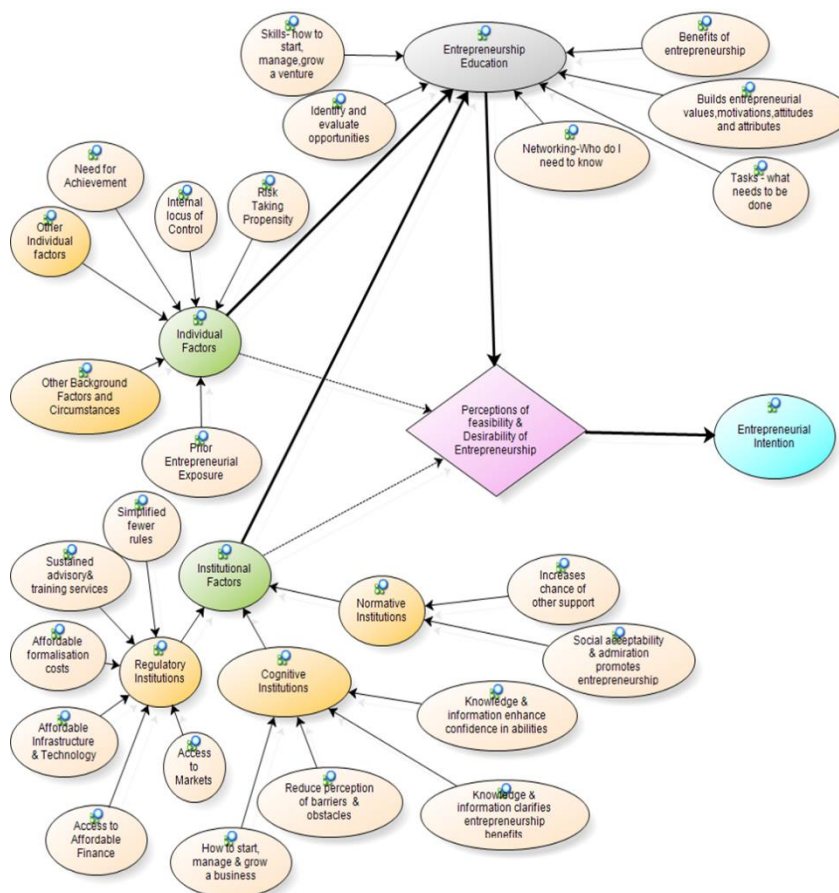 Skills- how to
start,
manage,grow
a venture
Entrepreneurship
Education
Benefits of
entrepreneurship
Identify and
evaluate
opportunities
Builds entrepreneurial
values,motivations,attitudes
and attributes
Networking-Who do I
need to know
Tasks - what
needs to be
done
Need for
Achievement
Internal
locus of
Control
Risk
Taking
Propensity
Other
Individual
factors
Individual
Factors
Other Background
Factors and
Circumstances
Prior
Entrepreneurial
Exposure
Perceptions of
feasibility &
Desirability of
Entrepreneurship
Entrepreneurial
Intention
Simplified
fewer
rules
Sustained
advisory&
training services
Institutional
Factors
Increases
chance of
other support
Normative
Institutions
Affordable
formalisation
costs
Regulatory
Institutions
Cognitive
Institutions
Social acceptability
& admiration
promotes
entrepreneurship
Knowledge &
information enhance
confidence in abilities
Affordable
Infrastructure
& Technology
Access
to
Markets
Reduce perception
of barriers &
obstacles
Knowledge &
information clarifies
entrepreneurship
benefits
Access to
Affordable
Finance
How to start,
manage & grow
a business